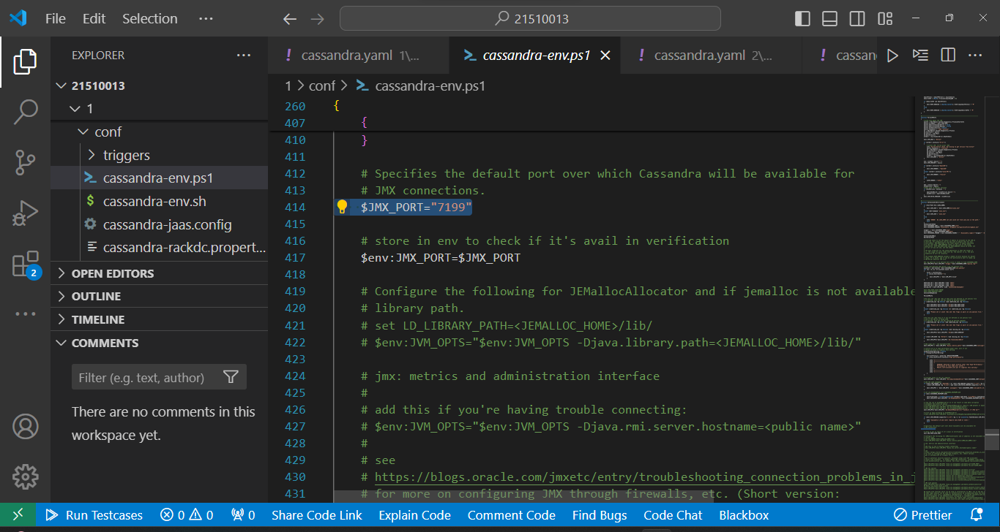 File Edit Selection ···
21510013
EXPLORER ···
21510013
1
conf
triggers
cassandra-env.ps1
cassandra-env.sh
cassandra-jaas.config
cassandra-rackdc.propert...
OPEN EDITORS
OUTLINE
TIMELINE
COMMENTS
Filter (e.g. text, author)
There are no comments in this
workspace yet.
2
! cassandra.yaml 1\...
cassandra-env.ps1
! cassandra.yaml 2\...
! cassan
1 > conf > cassandra-env.ps1
260 {
407 {
410 }
411
412 # Specifies the default port over which Cassandra will be available for
413 # JMX connections.
414 $JMX_PORT="7199"
415
416 # store in env to check if it's avail in verification
417 $env:JMX_PORT=$JMX_PORT
418
419 # Configure the following for JEMallocAllocator and if jemalloc is not available
420 # library path.
421 # set LD_LIBRARY_PATH=<JEMALLOC_HOME>/lib/
422 # $env:JVM_OPTS="$env:JVM_OPTS -Djava.library.path=<JEMALLOC_HOME>/lib/"
423
424 # jmx: metrics and administration interface
425 #
426 # add this if you're having trouble connecting:
427 # $env:JVM_OPTS="$env:JVM_OPTS -Djava.rmi.server.hostname=<public name>"
428 #
429 # see
430 # https://blogs.oracle.com/jmxetc/entry/troubleshooting_connection_problems_in_j
431 # for more on configuring JMX through firewalls, etc. (Short version:
Run Testcases 0 0 0 Share Code Link Explain Code Comment Code Find Bugs Code Chat Blackbox Prettier